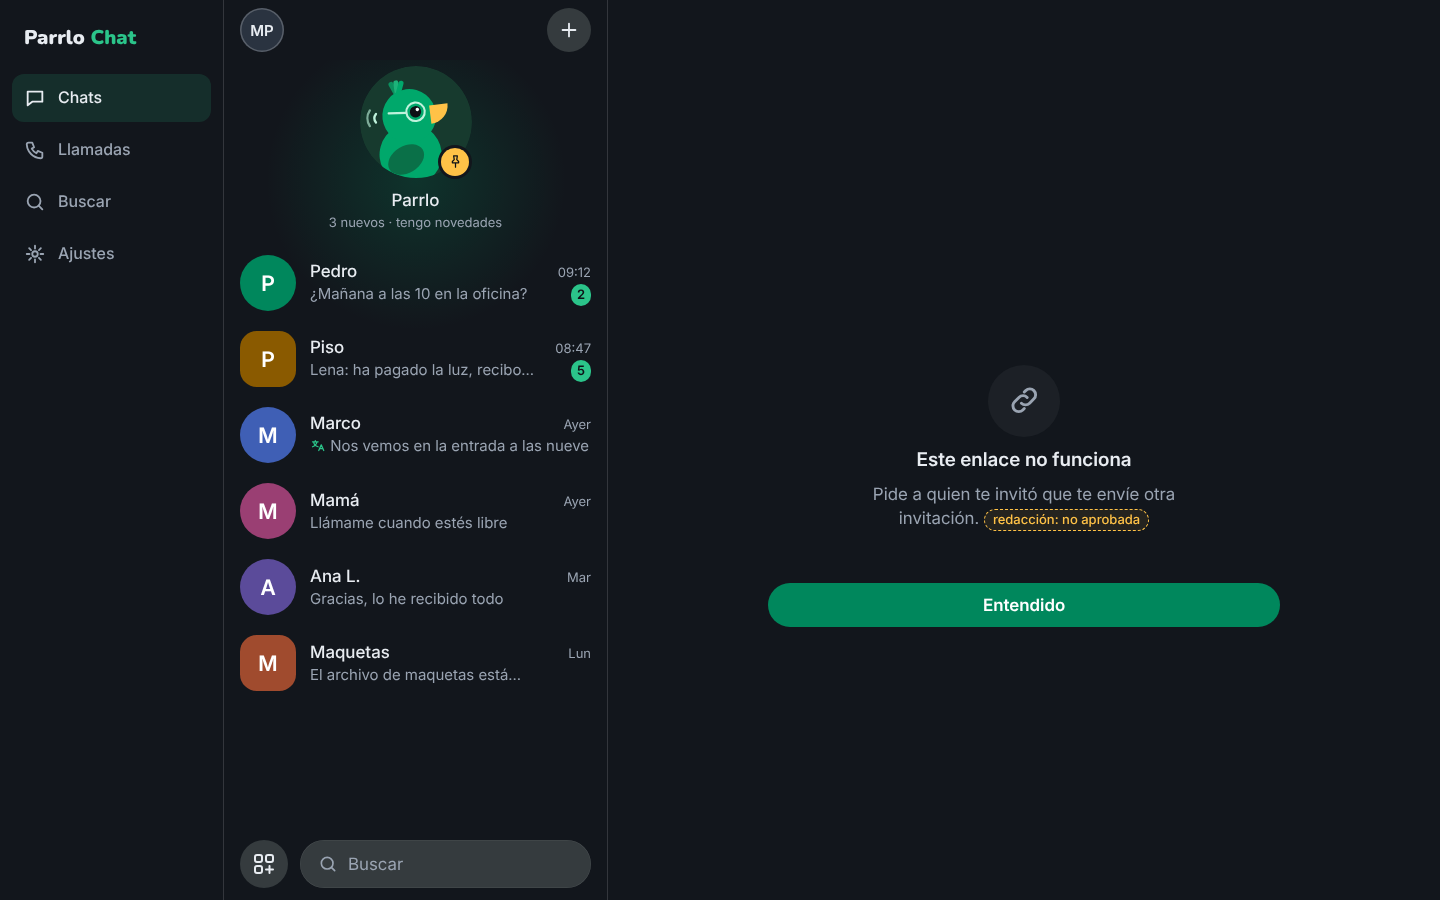 Parrlo Chat
Chats
Llamadas
Buscar
Ajustes
MP
Parrlo
3 nuevos · tengo novedades
P
Pedro
09:12
¿Mañana a las 10 en la oficina?
2
P
Piso
08:47
Lena: ha pagado la luz, recibo...
5
M
Marco
Ayer
Nos vemos en la entrada a las nueve
M
Mamá
Ayer
Llámame cuando estés libre
A
Ana L.
Mar
Gracias, lo he recibido todo
M
Maquetas
Lun
El archivo de maquetas está...
Buscar
Este enlace no funciona
Pide a quien te invitó que te envíe otra
invitación. redacción: no aprobada
Entendido